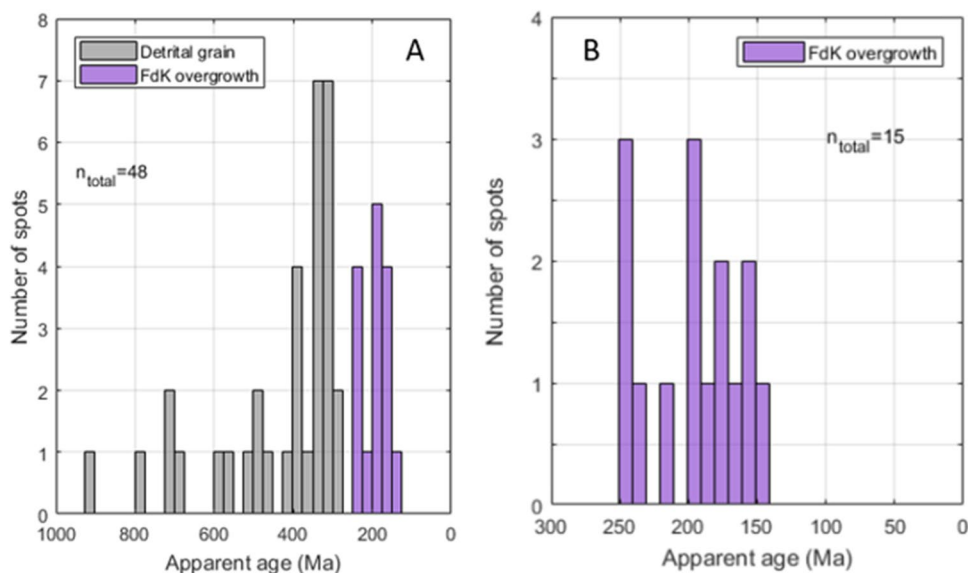 A
Detrital grain
FdK overgrowth
n_total=48
Number of spots
8
7
6
5
4
3
2
1
0
1000 800 600 400 200 0
Apparent age (Ma)
B
FdK overgrowth
n_total=15
Number of spots
4
3
2
1
0
300 250 200 150 100 50 0
Apparent age (Ma)